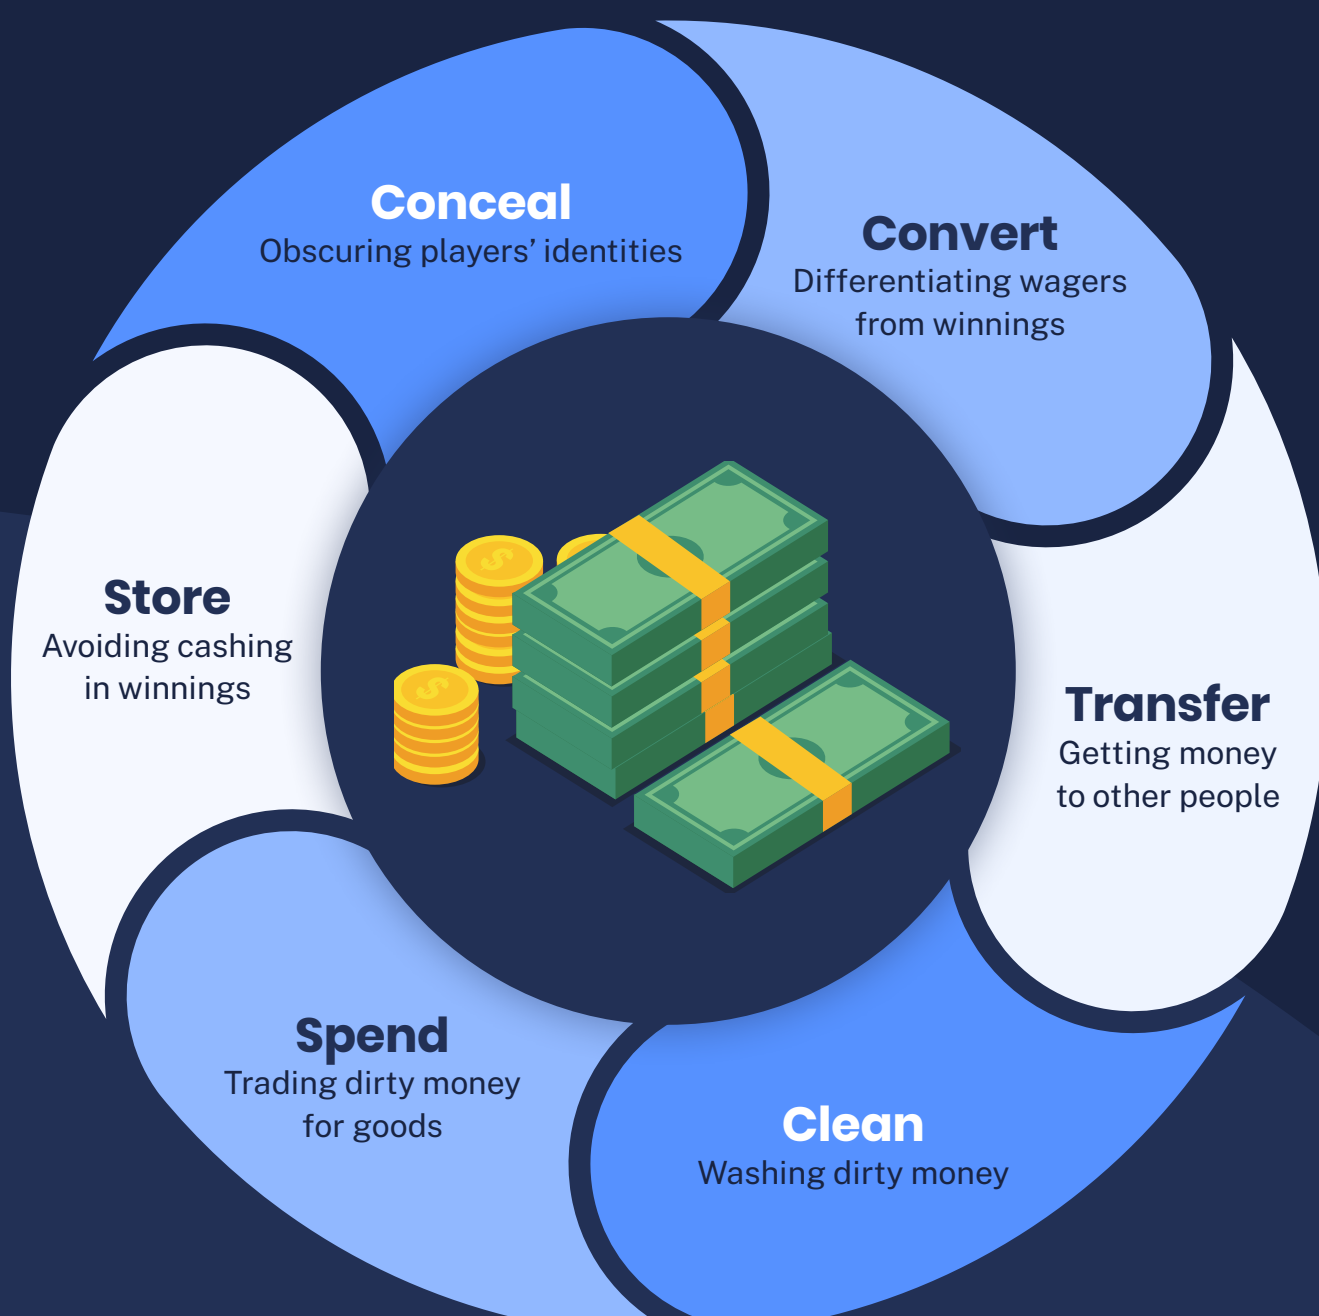 Conceal
Obscuring players’ identities
Convert
Differentiating wagers
from winnings
Transfer
Getting money
to other people
Clean
Washing dirty money
Spend
Trading dirty money
for goods
Store
Avoiding cashing
in winnings
$
$